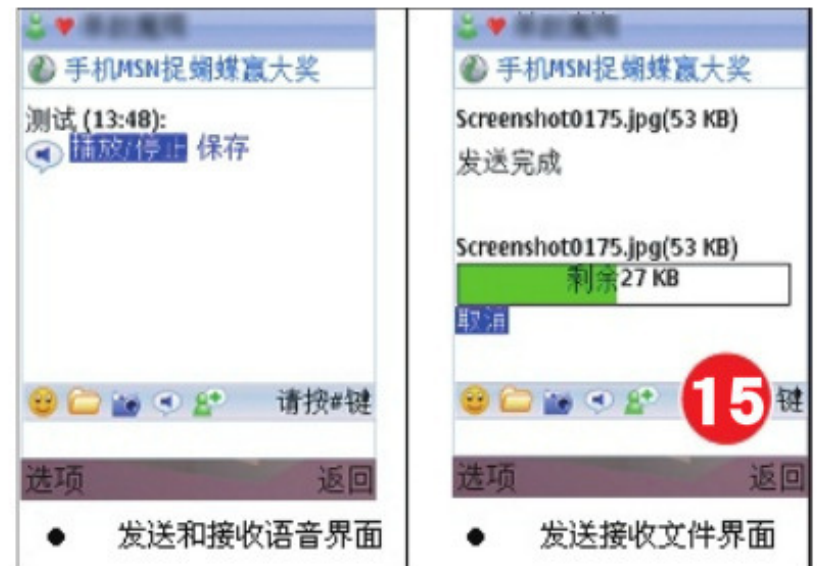 手机MSN捉蝴蝶赢大奖
测试 (13:48):
播放/停止 保存
请按#键
选项 返回
发送和接收语音界面
手机MSN捉蝴蝶赢大奖
Screenshot0175.jpg(53 KB)
发送完成
Screenshot0175.jpg(53 KB)
剩余27 KB
取消
15 键
选项 返回
发送接收文件界面